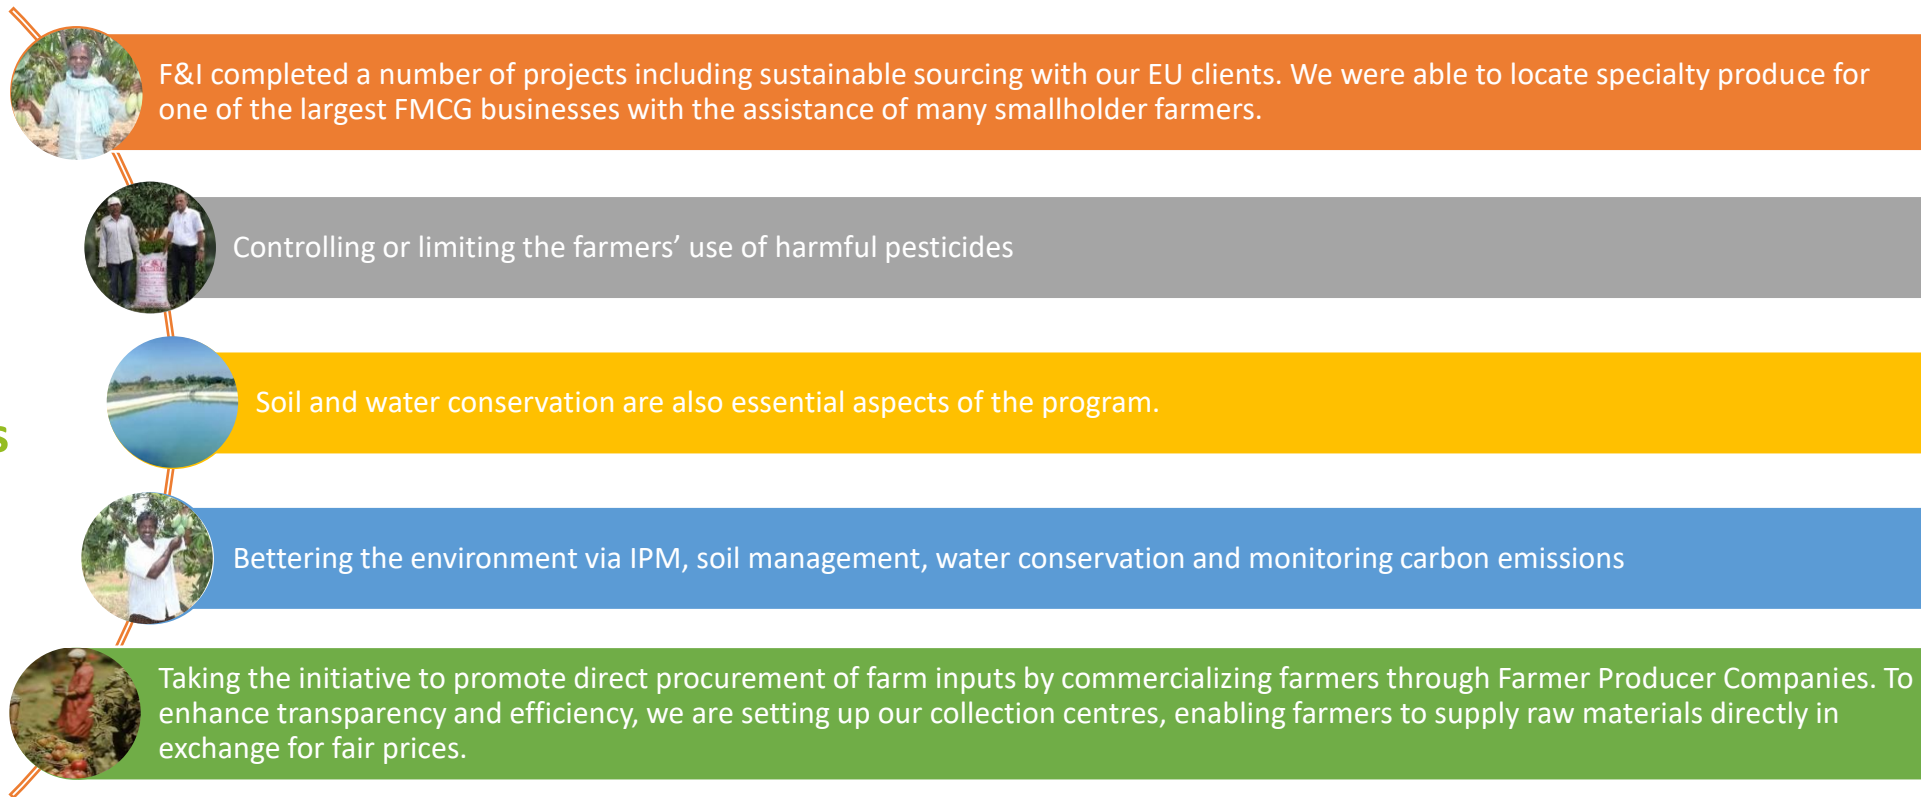 F&I completed a number of projects including sustainable sourcing with our EU clients. We were able to locate specialty produce for
one of the largest FMCG businesses with the assistance of many smallholder farmers.
Controlling or limiting the farmers’ use of harmful pesticides
Soil and water conservation are also essential aspects of the program.
s
Bettering the environment via IPM, soil management, water conservation and monitoring carbon emissions
Taking the initiative to promote direct procurement of farm inputs by commercializing farmers through Farmer Producer Companies. To
enhance transparency and efficiency, we are setting up our collection centres, enabling farmers to supply raw materials directly in
exchange for fair prices.